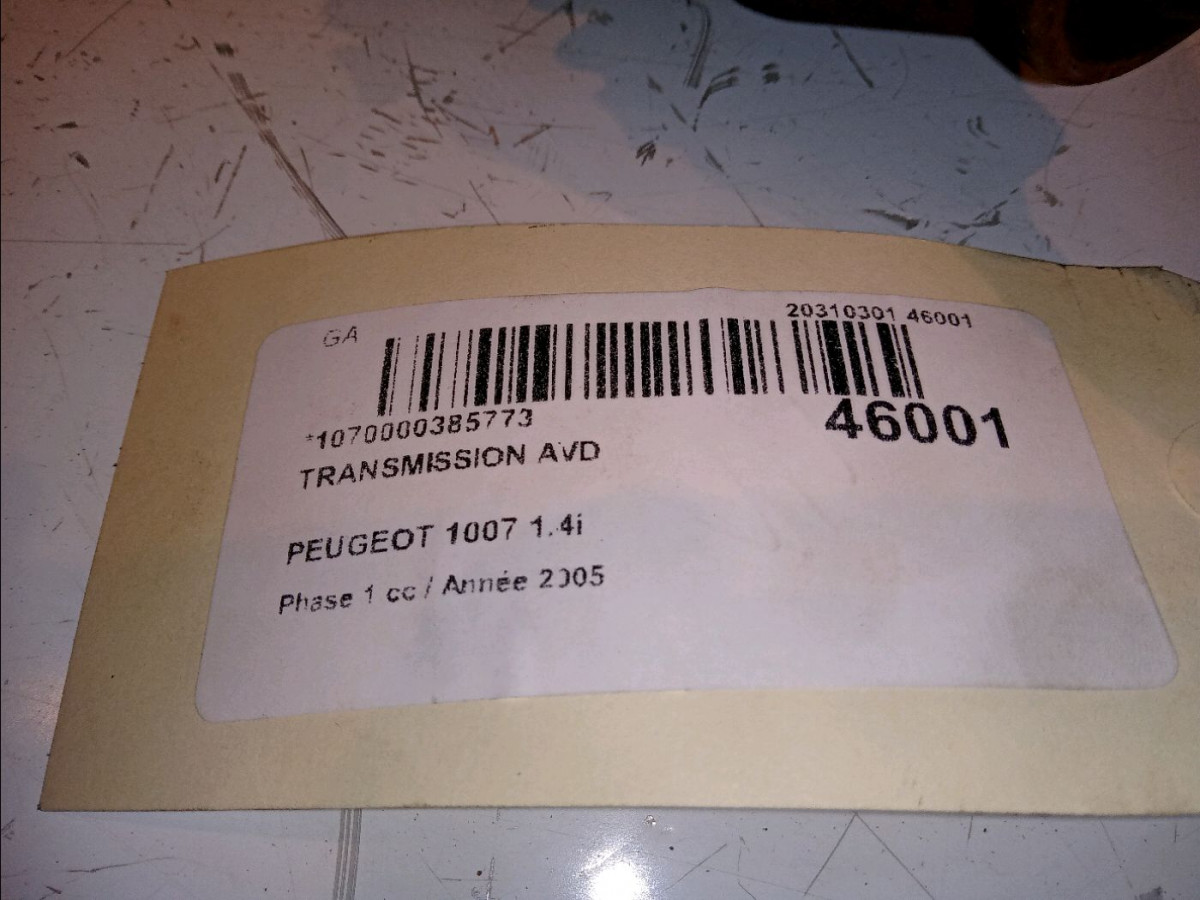 GA
20310301 46001
*1070000385773
46001
TRANSMISSION AVD
PEUGEOT 1007 1.4i
Phase 1 cc / Année 2005